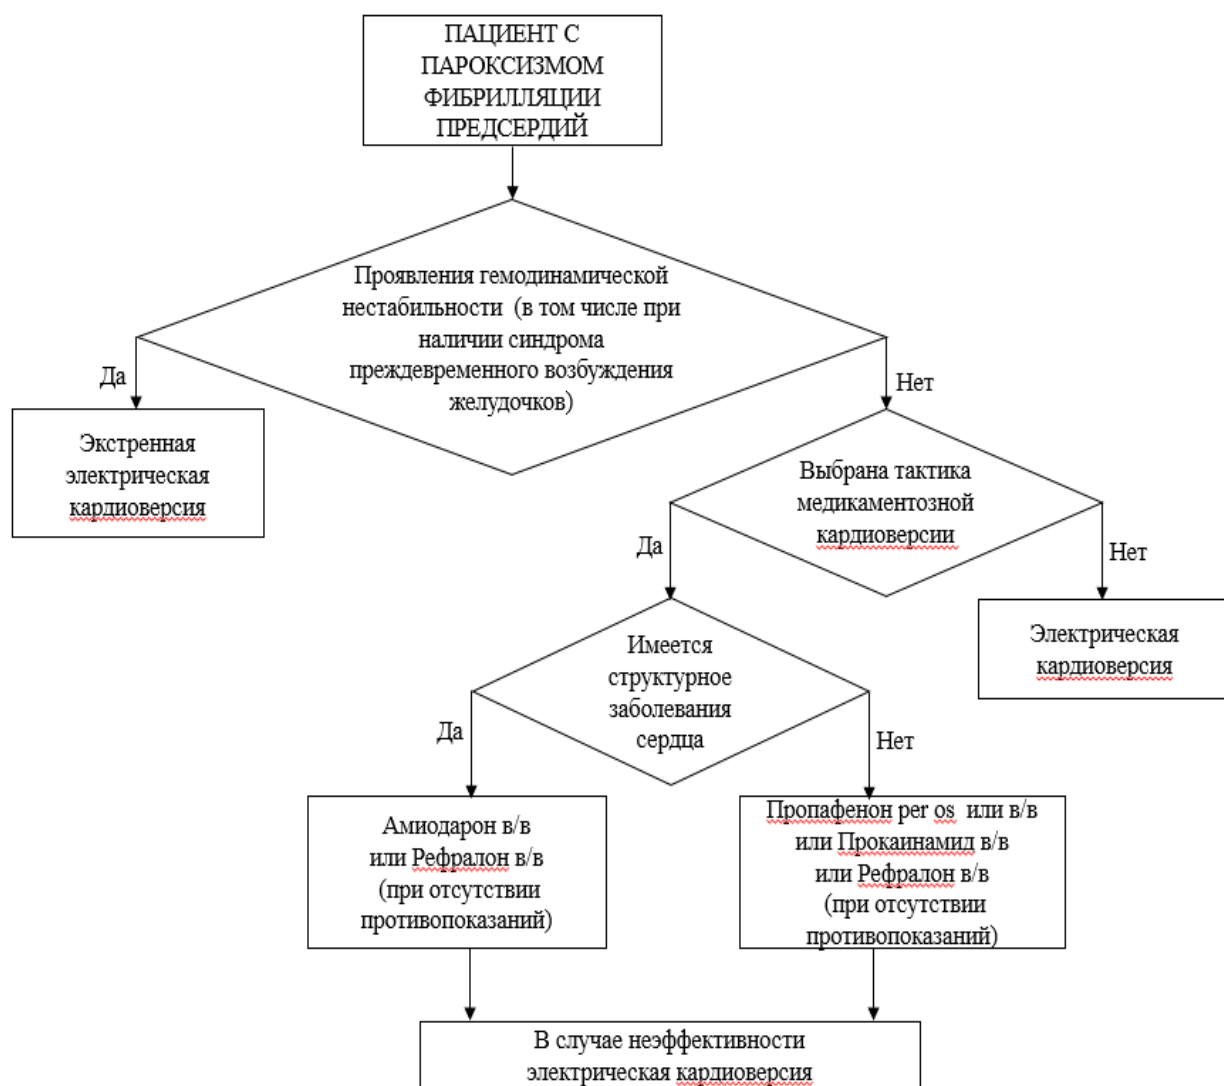 ПАЦИЕНТ С
ПАРОКСИЗМОМ
ФИБРИЛЛЯЦИИ
ПРЕДСЕРДИЙ
Проявления гемодинамической
нестабильности (в том числе при
наличии синдрома
преждевременного возбуждения
желудочков)
Да
Нет
Экстренная
электрическая
кардиоверсия
Выбрана тактика
медикаментозной
кардиоверсии
Да
Нет
Электрическая
кардиоверсия
Имеется
структурное
заболевания
сердца
Да
Нет
Амиодарон в/в
или Рефралон в/в
(при отсутствии
противопоказаний)
Пропафенон per os или в/в
или Прокаинамид в/в
или Рефралон в/в
(при отсутствии
противопоказаний)
В случае неэффективности
электрическая кардиоверсия